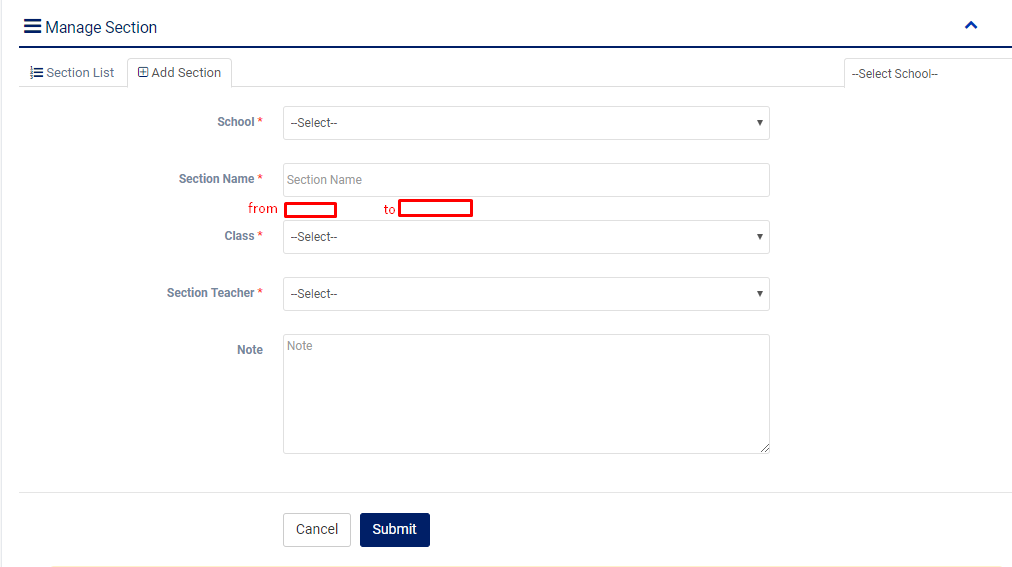 Manage Section
Section List
Add Section
--Select School--
School *
--Select--
Section Name *
Section Name
from
to
Class *
--Select--
Section Teacher *
--Select--
Note
Note
Cancel
Submit